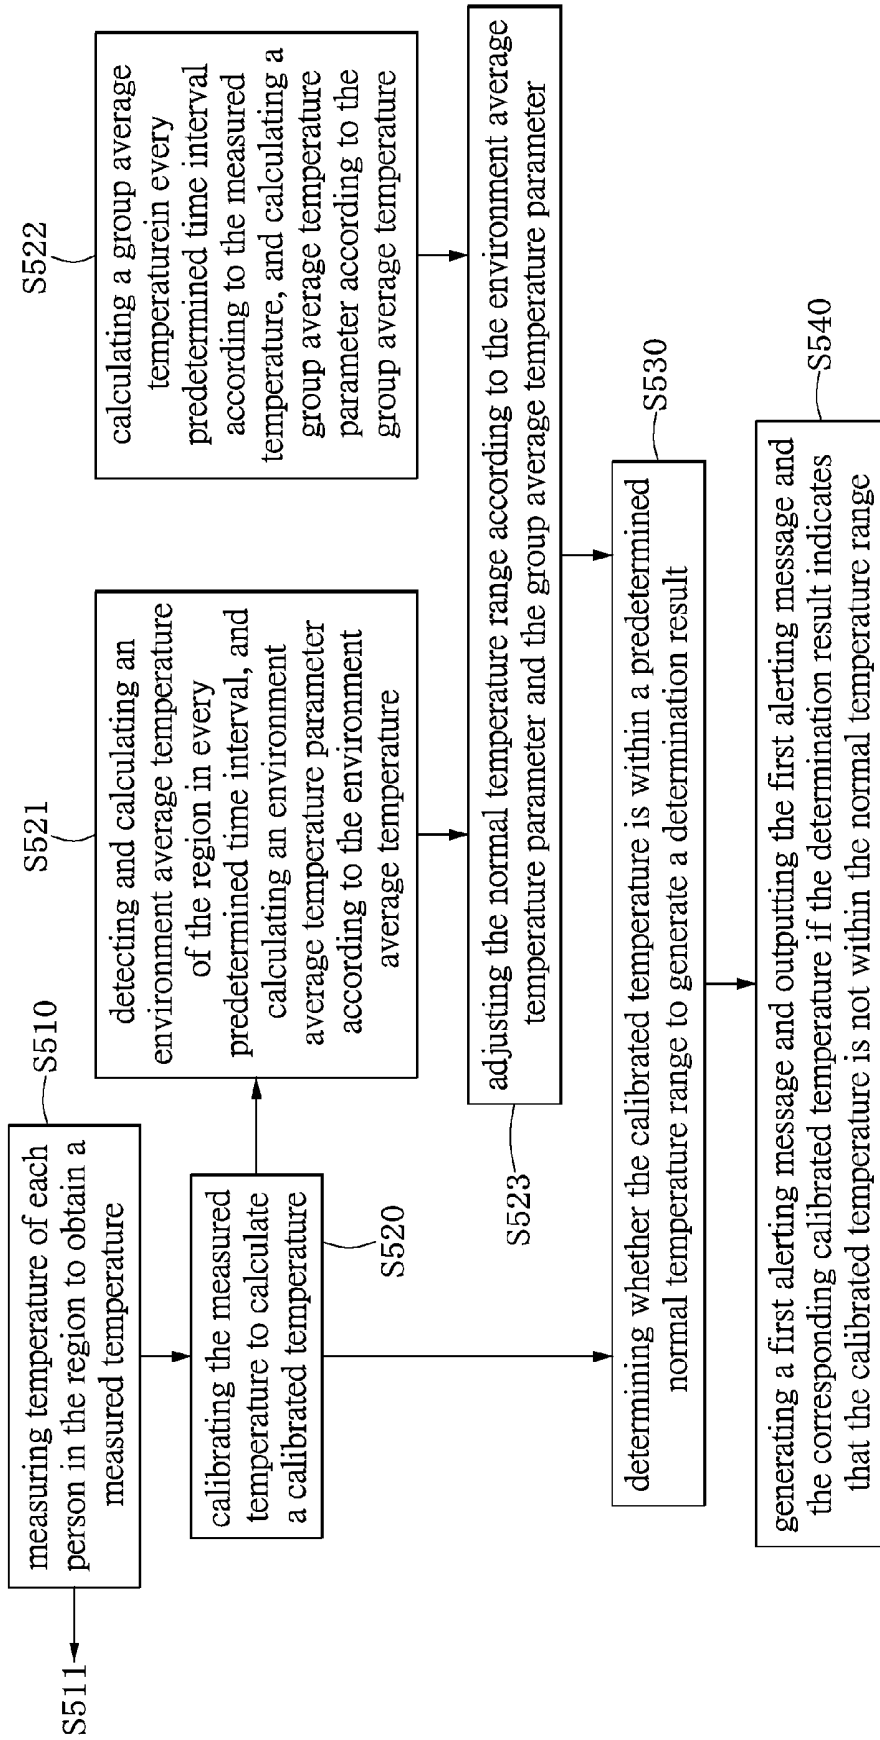 S511
measuring temperature of each
person in the region to obtain a
measured temperature
S510
calibrating the measured
temperature to calculate
a calibrated temperature
S520
S521
detecting and calculating an
environment average temperature
of the region in every
predetermined time interval, and
calculating an environment
average temperature parameter
according to the environment
average temperature
S522
calculating a group average
temperaturein every
predetermined time interval
according to the measured
temperature, and calculating a
group average temperature
parameter according to the
group average temperature
adjusting the normal temperature range according to the environment average
temperature parameter and the group average temperature parameter
S523
determining whether the calibrated temperature is within a predetermined
normal temperature range to generate a determination result
S530
generating a first alerting message and outputting the first alerting message and
the corresponding calibrated temperature if the determination result indicates
that the calibrated temperature is not within the normal temperature range
S540